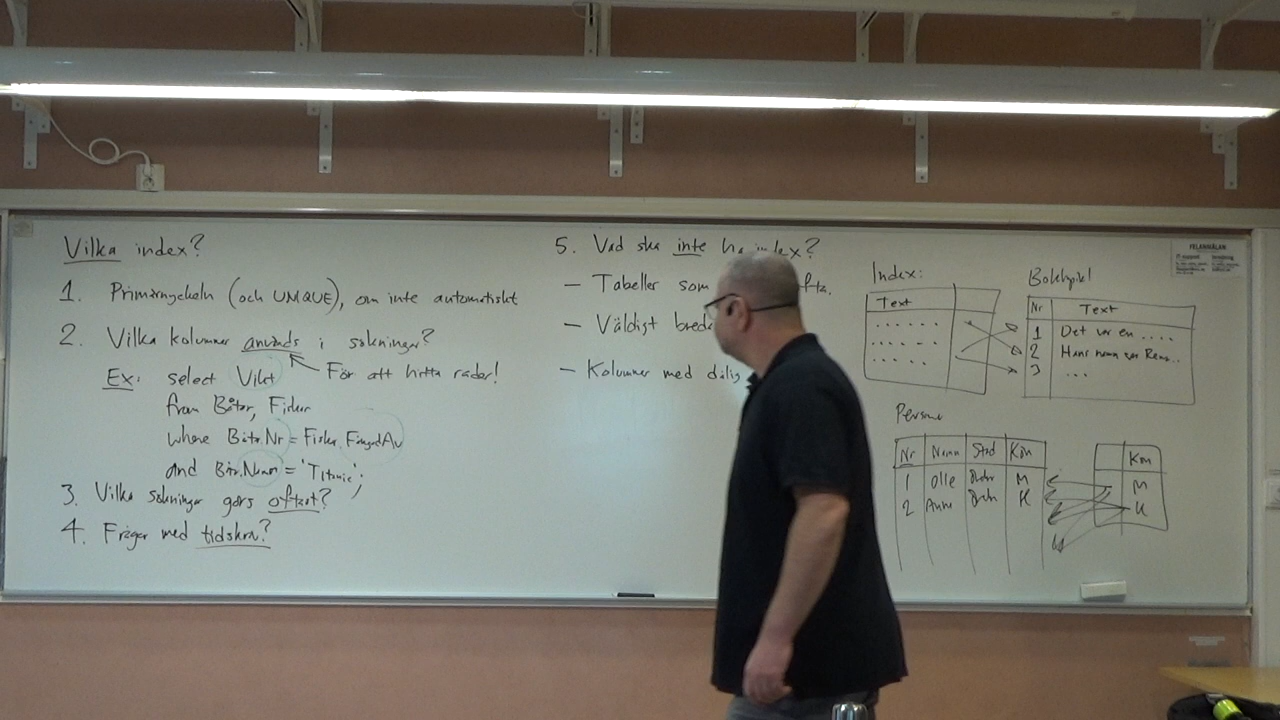 Vilka index?
1. Primärnyckeln (och UNIQUE), om inte automatiskt
2. Vilka kolumner används i sökningar?
För att hitta rader!
Ex: select Vikt
from Båtar, Fiskar
where Båtar.Nr = Fiskar.FångadAv
and Båtar.Namn = 'Titanic';
3. Vilka sökningar görs oftast?
4. Frågor med tidskrav?
5. Vad ska inte ha index?
- Tabeller som
- Väldigt breda
- Kolumner med dålig
Index:
Text
Boktitel
Nr Text
1 Det var en ....
2 Hans namn var
3 ...
Person
Nr Namn Stad Kön
1 Olle M
2 Anna K
Kön
M
K
FELANMÄLAN